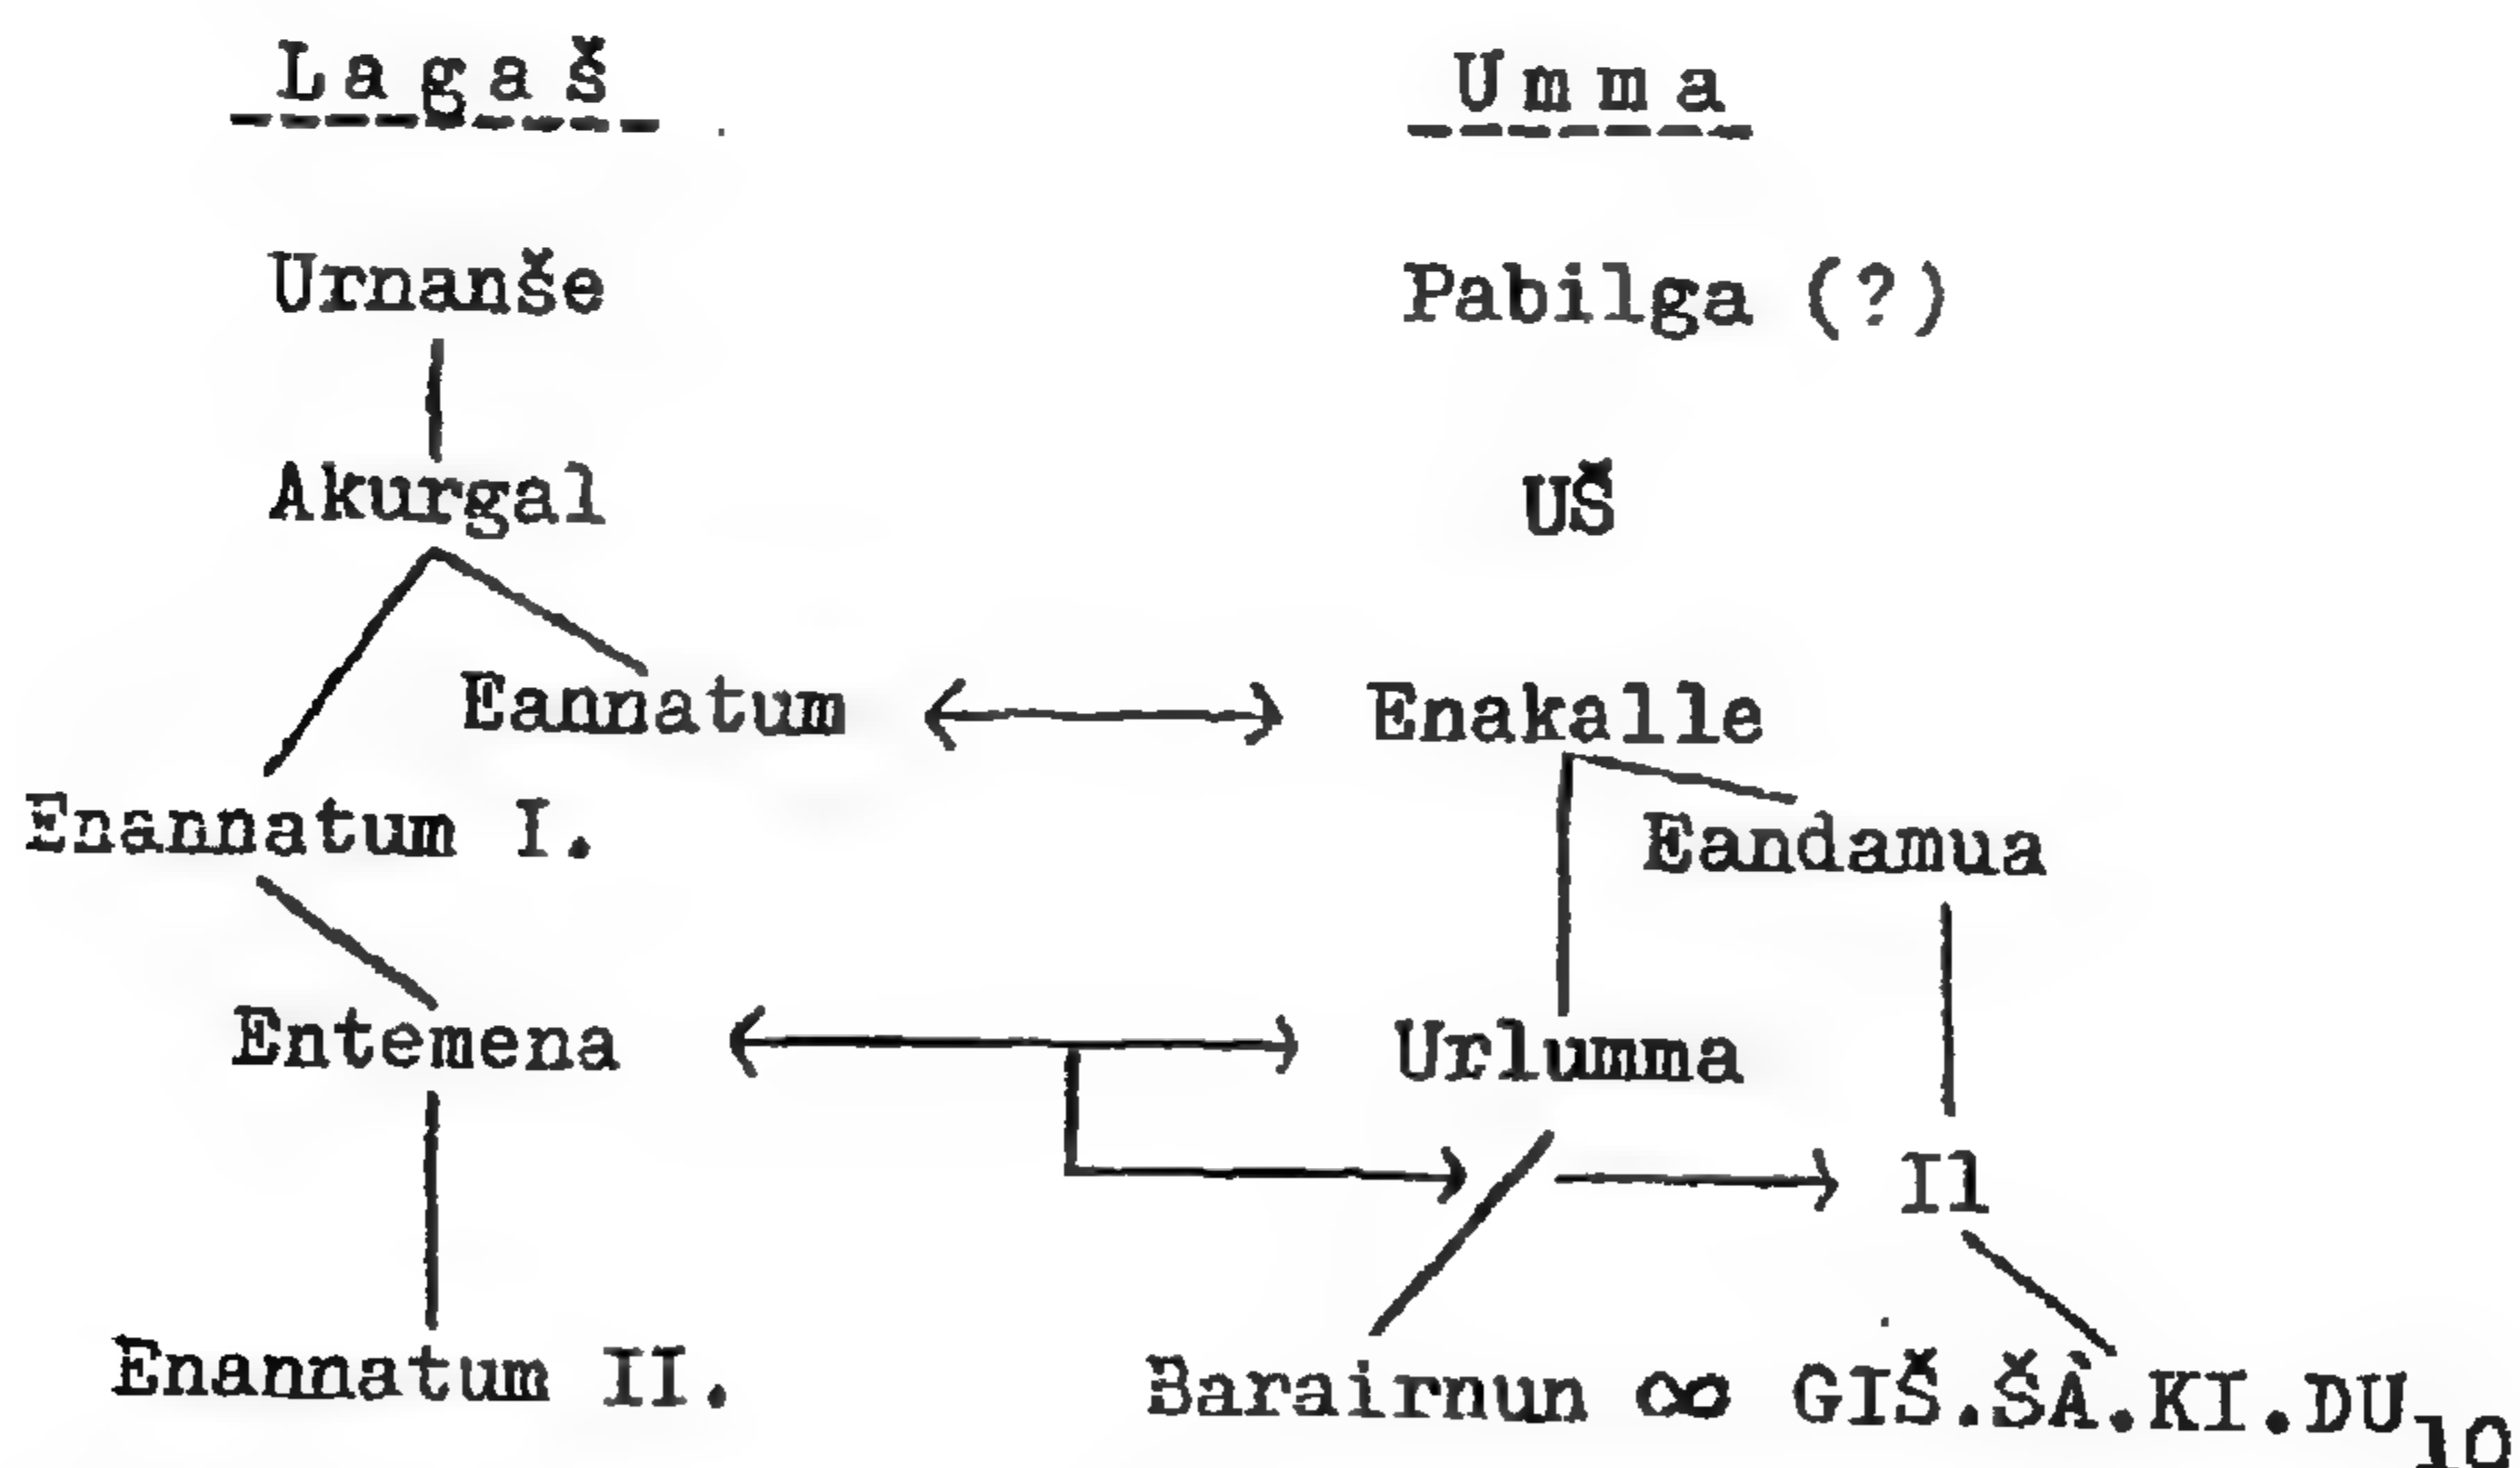 Lagaš Umma
Urnanše Pabilga (?)
Akurgal UŠ
Eannatum Enakalle
Enannatum I. Eandamua
Entemena Urlumma
Il
Enannatum II. Barairnun ∞ GIŠ.ŠÀ.KI.DU10